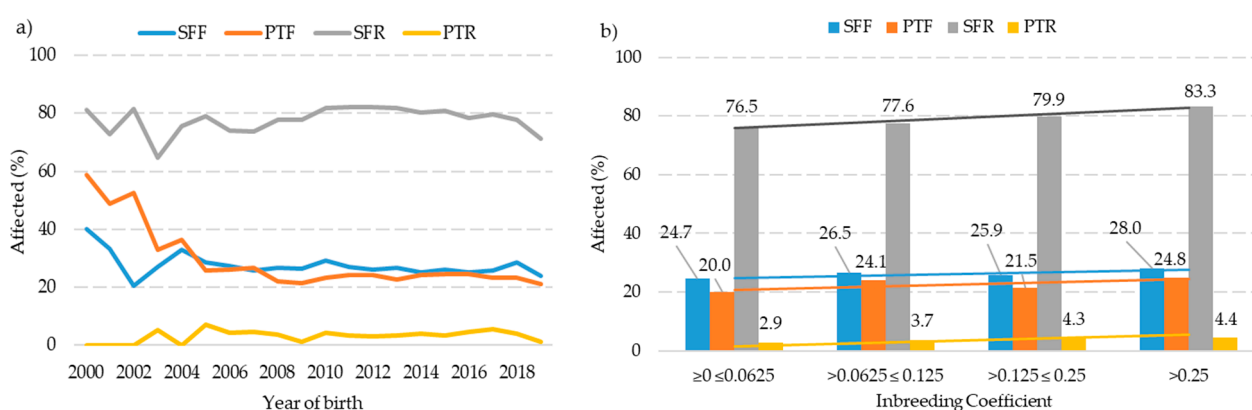 a)
SFF PTF SFR PTR
100
80
60
40
20
0
Affected (%)
2000 2002 2004 2006 2008 2010 2012 2014 2016 2018
Year of birth
b)
SFF PTF SFR PTR
100
80
60
40
20
0
Affected (%)
76.5 77.6 79.9 83.3
24.7 20.0 26.5 24.1 25.9 21.5 28.0 24.8
2.9 3.7 4.3 4.4
≥0 ≤0.0625 >0.0625 ≤ 0.125 >0.125 ≤ 0.25 >0.25
Inbreeding Coefficient